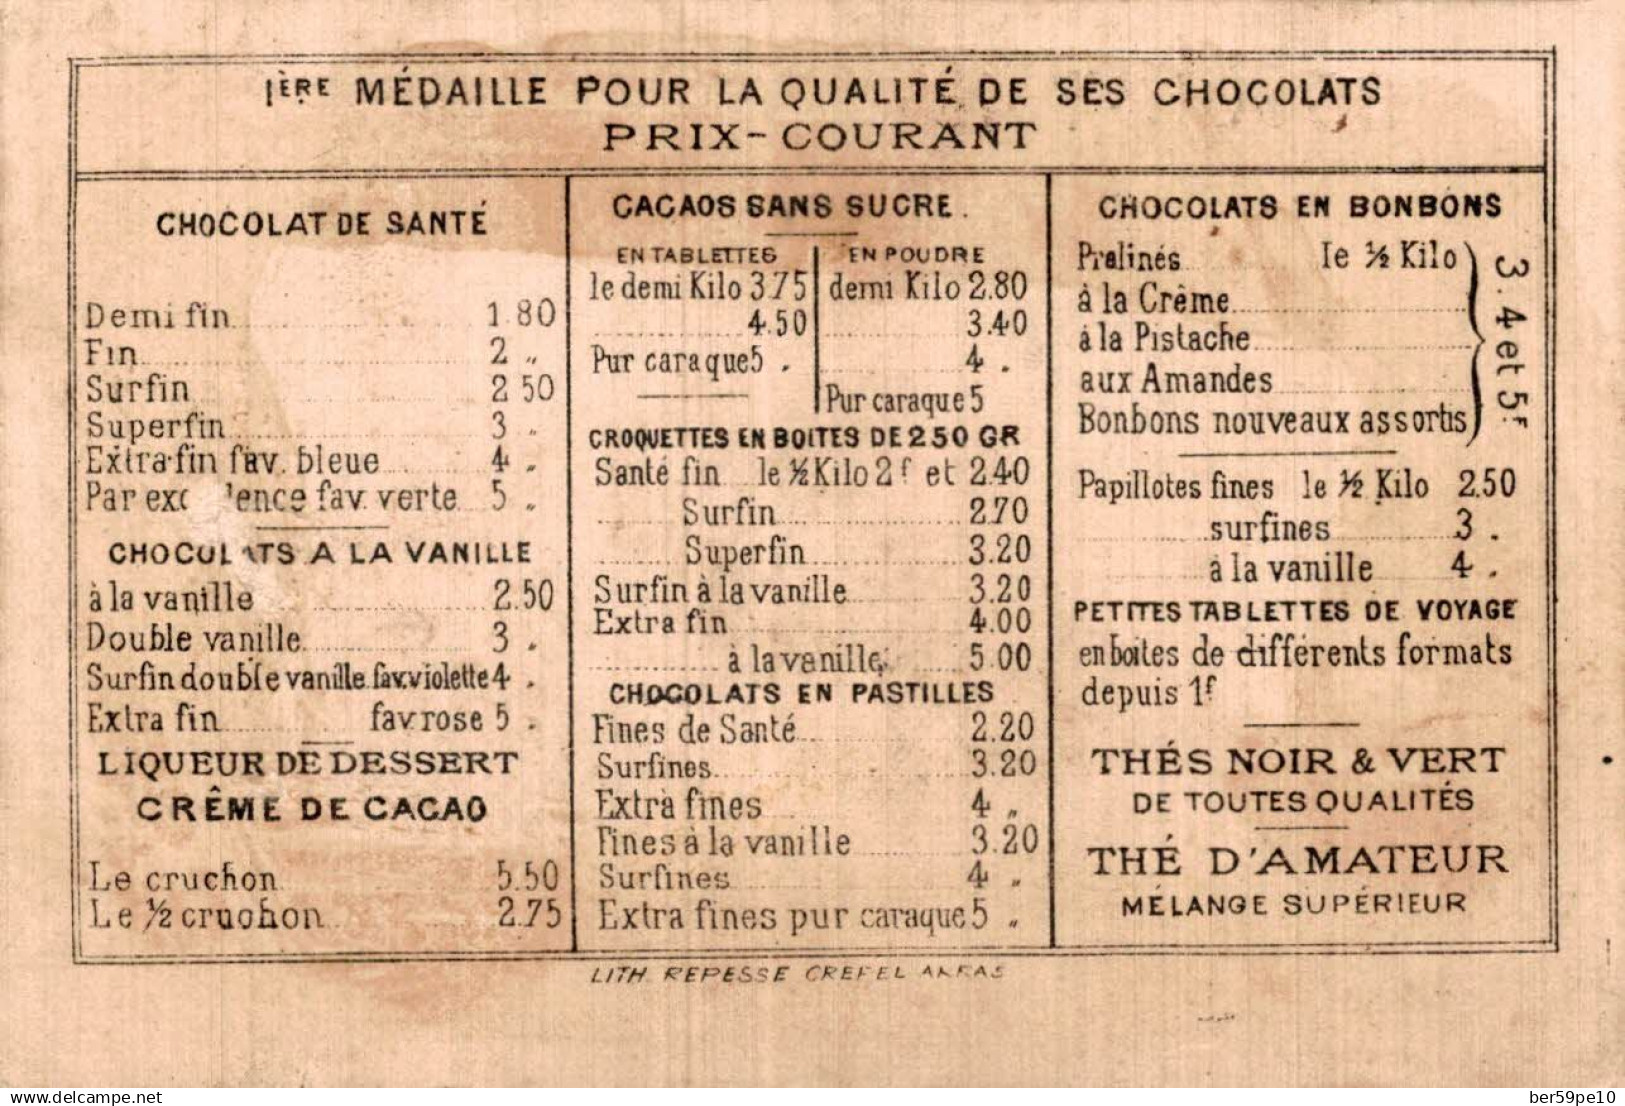 1ÈRE MÉDAILLE POUR LA QUALITÉ DE SES CHOCOLATS
PRIX-COURANT
CHOCOLAT DE SANTÉ
Demi fin 1.80
Fin 2 „
Surfin 2 50
Superfin 3 „
Extra-fin fav. bleue 4 „
Par exc lence fav. verte 5 „
CHOCOLATS A LA VANILLE
à la vanille 2.50
Double vanille 3 .
Surfin double vanille fav. violette 4 .
Extra fin fav. rose 5 .
LIQUEUR DE DESSERT
CRÊME DE CACAO
Le cruchon 5.50
Le ½ cruchon 2.75
CACAOS SANS SUCRE.
EN TABLETTES
le demi Kilo 3.75
4.50
Pur caraque 5 .
EN POUDRE
demi Kilo 2.80
3.40
4 .
Pur caraque 5
CROQUETTES EN BOITES DE 250 GR
Santé fin le ½ Kilo 2f et 2.40
Surfin 2.70
Superfin 3.20
Surfin à la vanille 3.20
Extra fin 4.00
à la vanille 5.00
CHOCOLATS EN PASTILLES
Fines de Santé 2.20
Surfines 3.20
Extra fines 4 „
Fines à la vanille 3.20
Surfines 4 „
Extra fines pur caraque 5 „
CHOCOLATS EN BONBONS
Pralinés le ½ Kilo
à la Crême
à la Pistache
aux Amandes
Bonbons nouveaux assortis
3. 4 et 5f
Papillotes fines le ½ Kilo 2.50
surfines 3 .
à la vanille 4 .
PETITES TABLETTES DE VOYAGE
en boites de différents formats
depuis 1f
THÉS NOIR & VERT
DE TOUTES QUALITÉS
THÉ D'AMATEUR
MÉLANGE SUPÉRIEUR
LITH. REPESSE CREPEL ARRAS
delcampe.net
ber59pe10